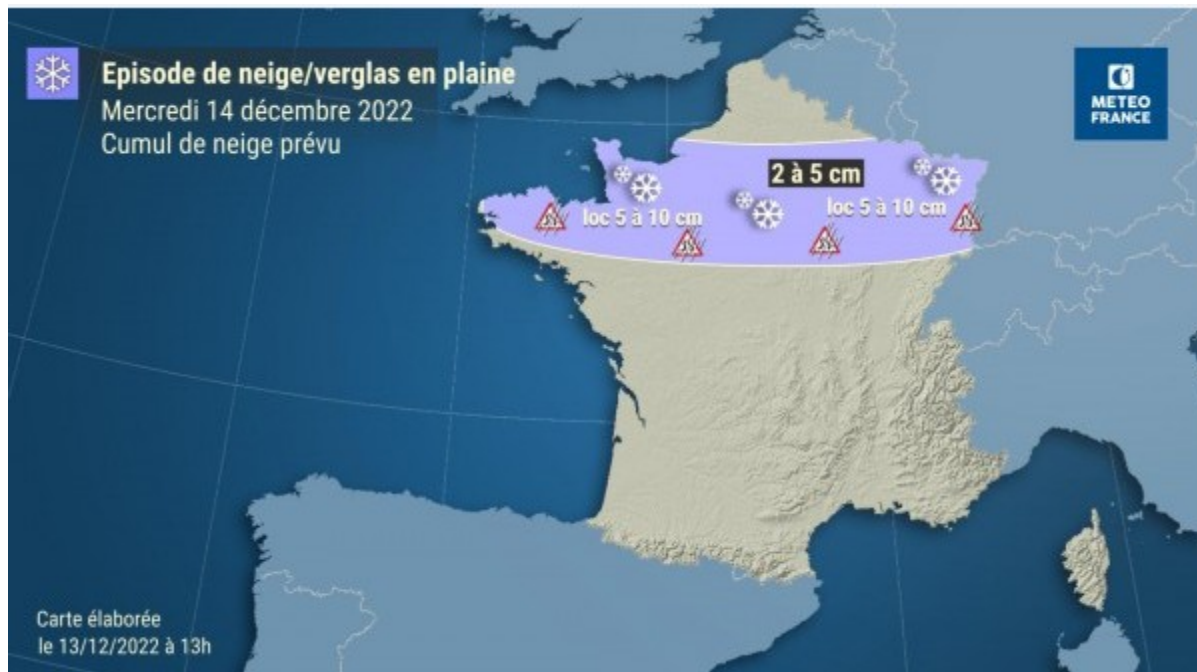 Episode de neige/verglas en plaine
Mercredi 14 décembre 2022
Cumul de neige prévu
METEO
FRANCE
2 à 5 cm
loc 5 à 10 cm
loc 5 à 10 cm
Carte élaborée
le 13/12/2022 à 13h